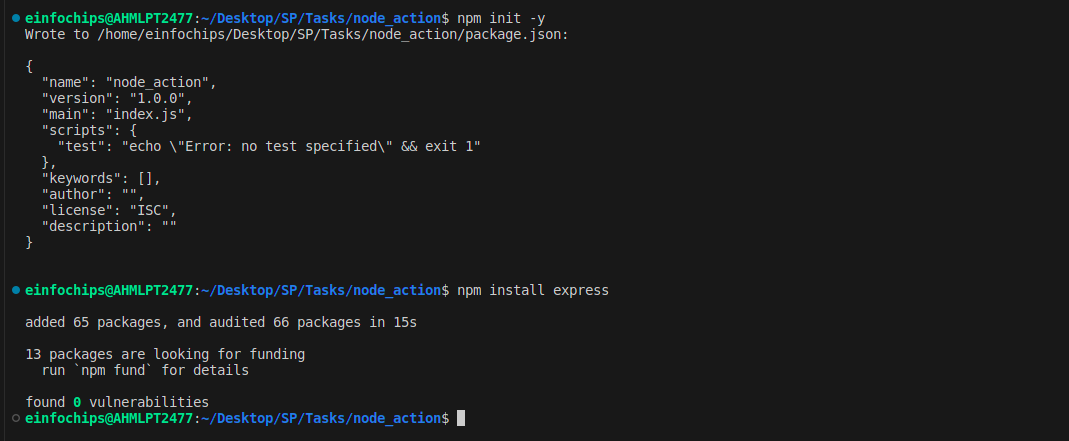 einfochips@AHMLPT2477:~/Desktop/SP/Tasks/node_action$ npm init -y
Wrote to /home/einfochips/Desktop/SP/Tasks/node_action/package.json:
{
  "name": "node_action",
  "version": "1.0.0",
  "main": "index.js",
  "scripts": {
    "test": "echo \"Error: no test specified\" && exit 1"
  },
  "keywords": [],
  "author": "",
  "license": "ISC",
  "description": ""
}
einfochips@AHMLPT2477:~/Desktop/SP/Tasks/node_action$ npm install express
added 65 packages, and audited 66 packages in 15s
13 packages are looking for funding
  run `npm fund` for details
found 0 vulnerabilities
einfochips@AHMLPT2477:~/Desktop/SP/Tasks/node_action$